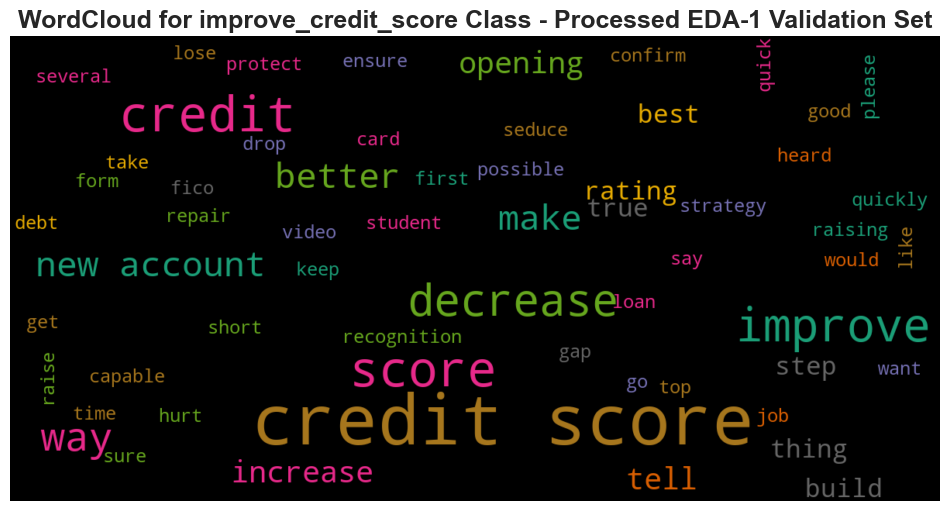 WordCloud for improve_credit_score Class - Processed EDA-1 Validation Set
lose
protect
ensure
opening
confirm
quick
several
please
credit
best
good
drop
card
seduce
take
heard
form
fico
better
first
possible
rating
true
strategy
quickly
debt
repair
video
student
make
raising
like
new account
keep
say
would
decrease
loan
get
short
recognition
improve
gap
score
step
want
raise
capable
go
top
time
hurt
credit score
job
way
sure
increase
tell
thing
build